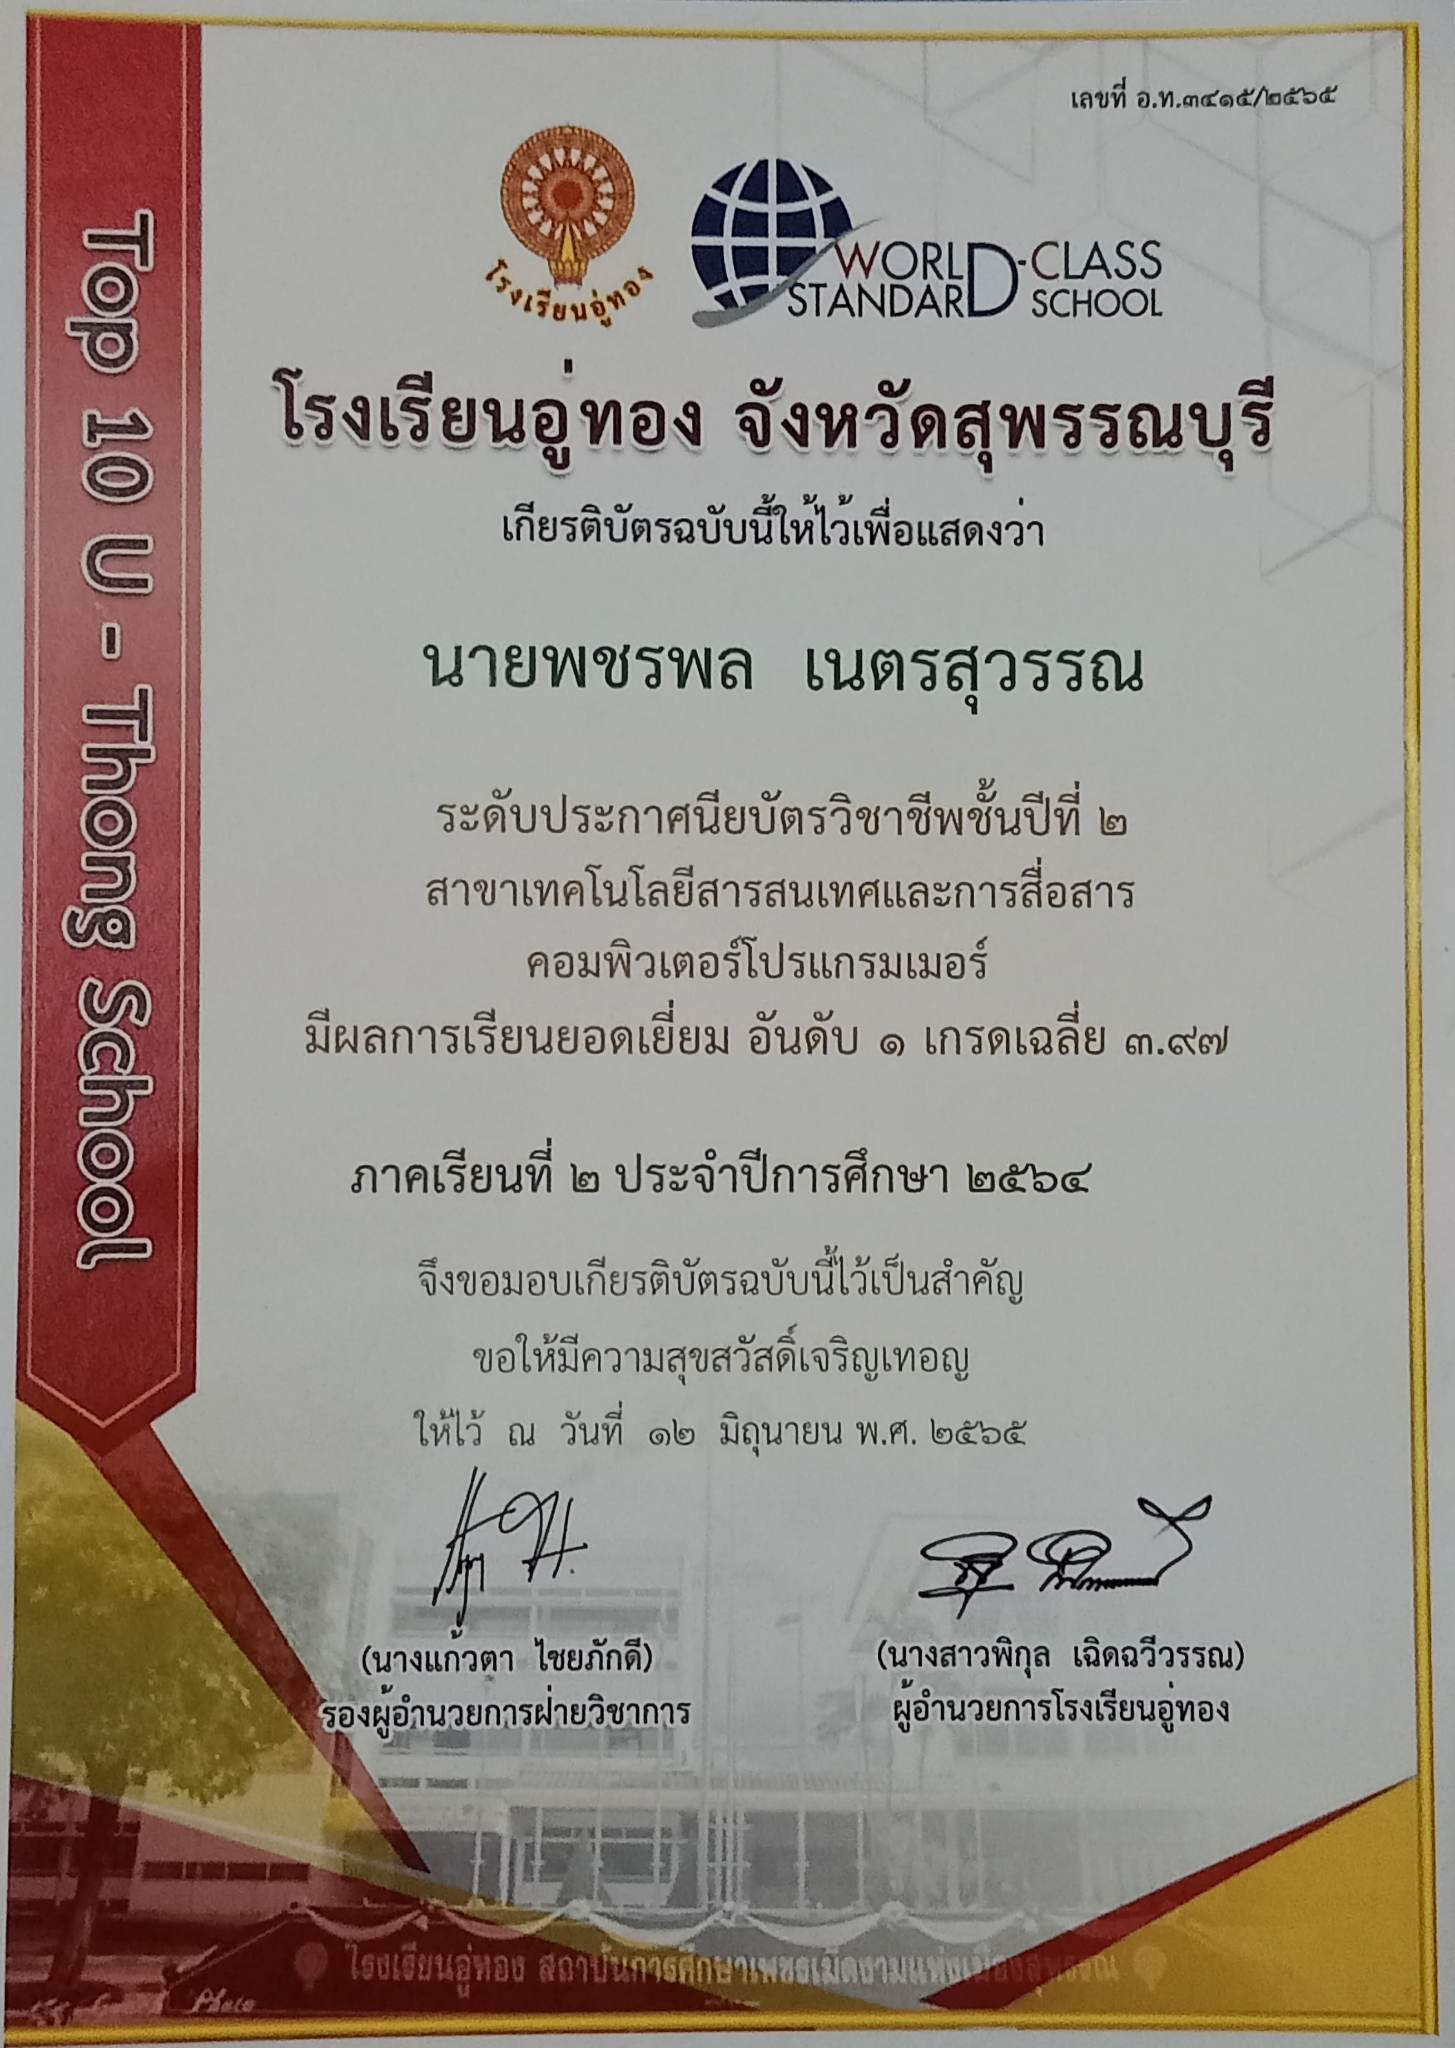 เลขที่ อ.ท.๓๔๑๕/๒๕๖๕
โรงเรียนอู่ทอง
WORLD-CLASS
STANDARD SCHOOL
Top 10 U - Thong School
โรงเรียนอู่ทอง จังหวัดสุพรรณบุรี
เกียรติบัตรฉบับนี้ให้ไว้เพื่อแสดงว่า
นายพชรพล เนตรสุวรรณ
ระดับประกาศนียบัตรวิชาชีพชั้นปีที่ ๒
สาขาเทคโนโลยีสารสนเทศและการสื่อสาร
คอมพิวเตอร์โปรแกรมเมอร์
มีผลการเรียนยอดเยี่ยม อันดับ ๑ เกรดเฉลี่ย ๓.๙๗
ภาคเรียนที่ ๒ ประจำปีการศึกษา ๒๕๖๔
จึงขอมอบเกียรติบัตรฉบับนี้ไว้เป็นสำคัญ
ขอให้มีความสุขสวัสดิ์เจริญเทอญ
ให้ไว้ ณ วันที่ ๑๒ มิถุนายน พ.ศ. ๒๕๖๕
(นางแก้วตา ไชยภักดี) (นางสาวพิกุล เฉิดฉวีวรรณ)
รองผู้อำนวยการฝ่ายวิชาการ ผู้อำนวยการโรงเรียนอู่ทอง
โรงเรียนอู่ทอง สถาบันการศึกษาเพชรเม็ดงามแห่งเมืองสุพรรณ
Photo